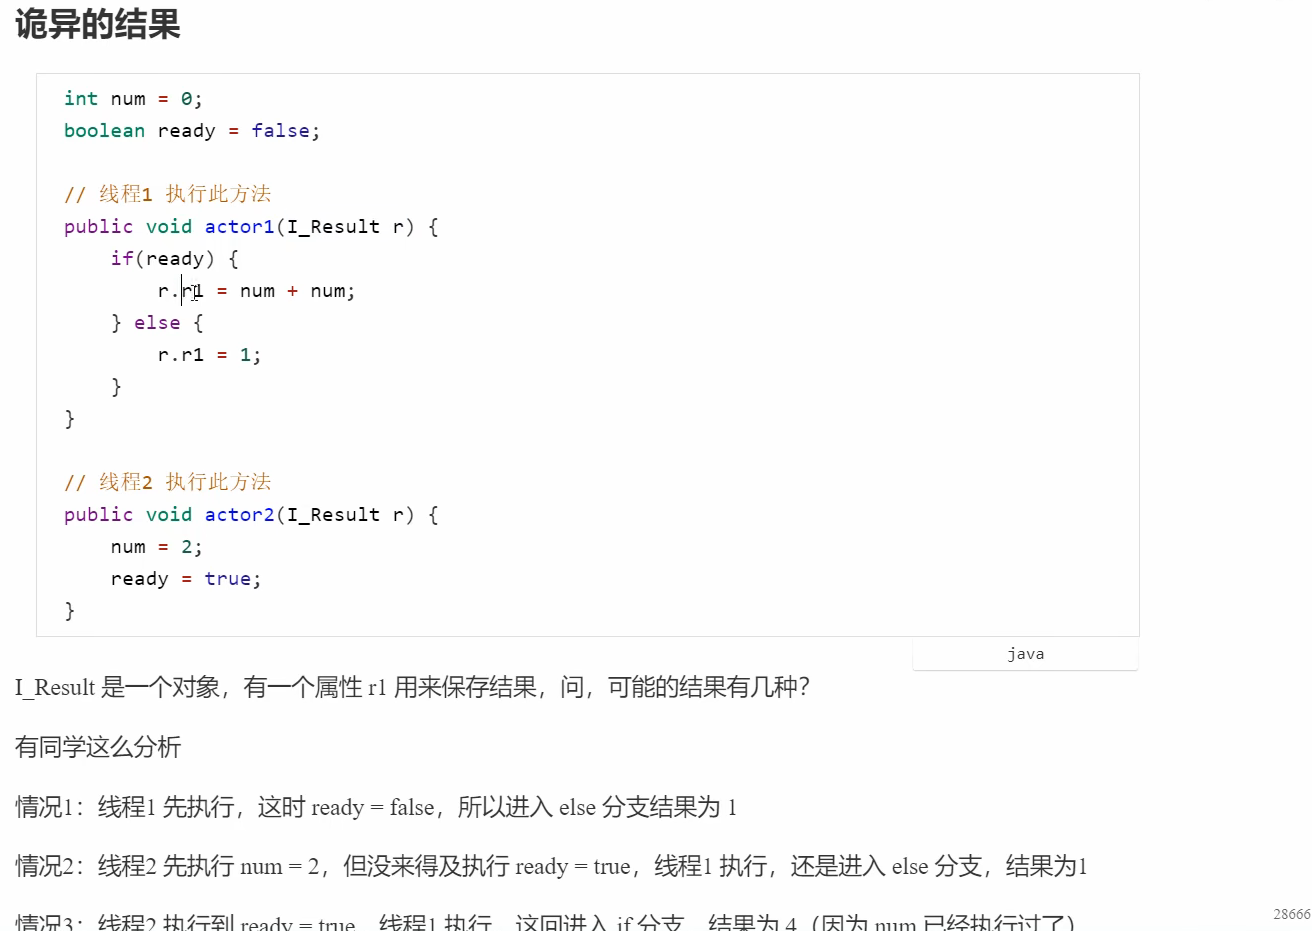 诡异的结果
int num = 0;
boolean ready = false;
// 线程1 执行此方法
public void actor1(I_Result r) {
if(ready) {
r.r1 = num + num;
} else {
r.r1 = 1;
}
}
// 线程2 执行此方法
public void actor2(I_Result r) {
num = 2;
ready = true;
}
java
I_Result 是一个对象，有一个属性 r1 用来保存结果，问，可能的结果有几种？
有同学这么分析
情况1：线程1 先执行，这时 ready = false，所以进入 else 分支结果为 1
情况2：线程2 先执行 num = 2，但没来得及执行 ready = true，线程1 执行，还是进入 else 分支，结果为1
情况3：线程2 执行到 ready = true，线程1 执行，这回进入 if 分支，结果为 4（因为 num 已经执行过了）
28666